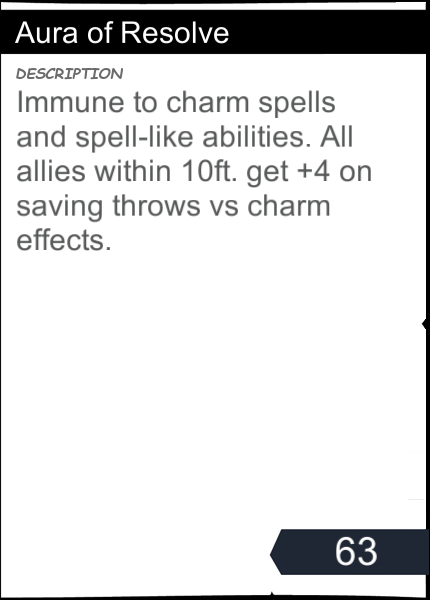 Aura of Resolve
DESCRIPTION
Immune to charm spells
and spell-like abilities. All
allies within 10ft. get +4 on
saving throws vs charm
effects.
63